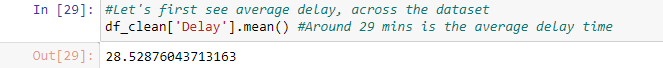 In [29]: #Let's first see average delay, across the dataset
df_clean['Delay'].mean() #Around 29 mins is the average delay time
Out[29]: 28.52876043713163